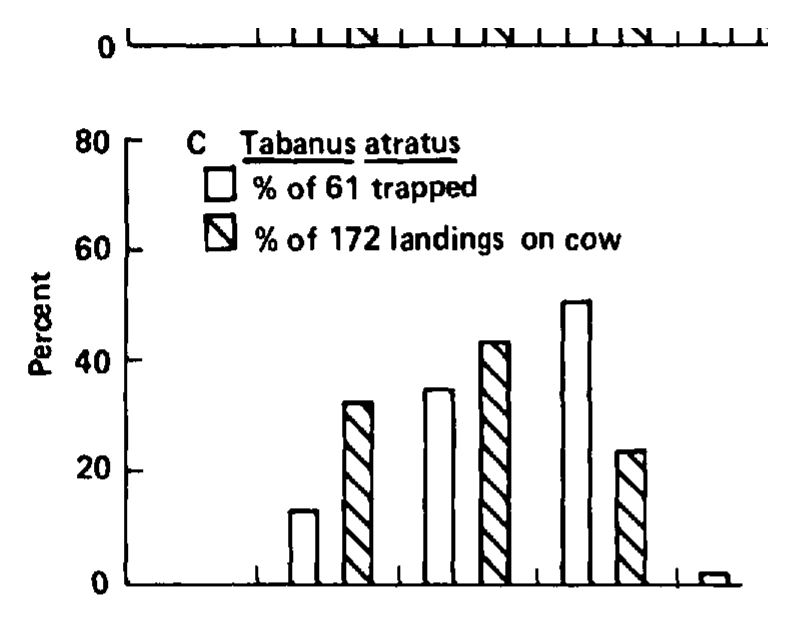 0
80
C Tabanus atratus
% of 61 trapped
60
% of 172 landings on cow
Percent
40
20
0